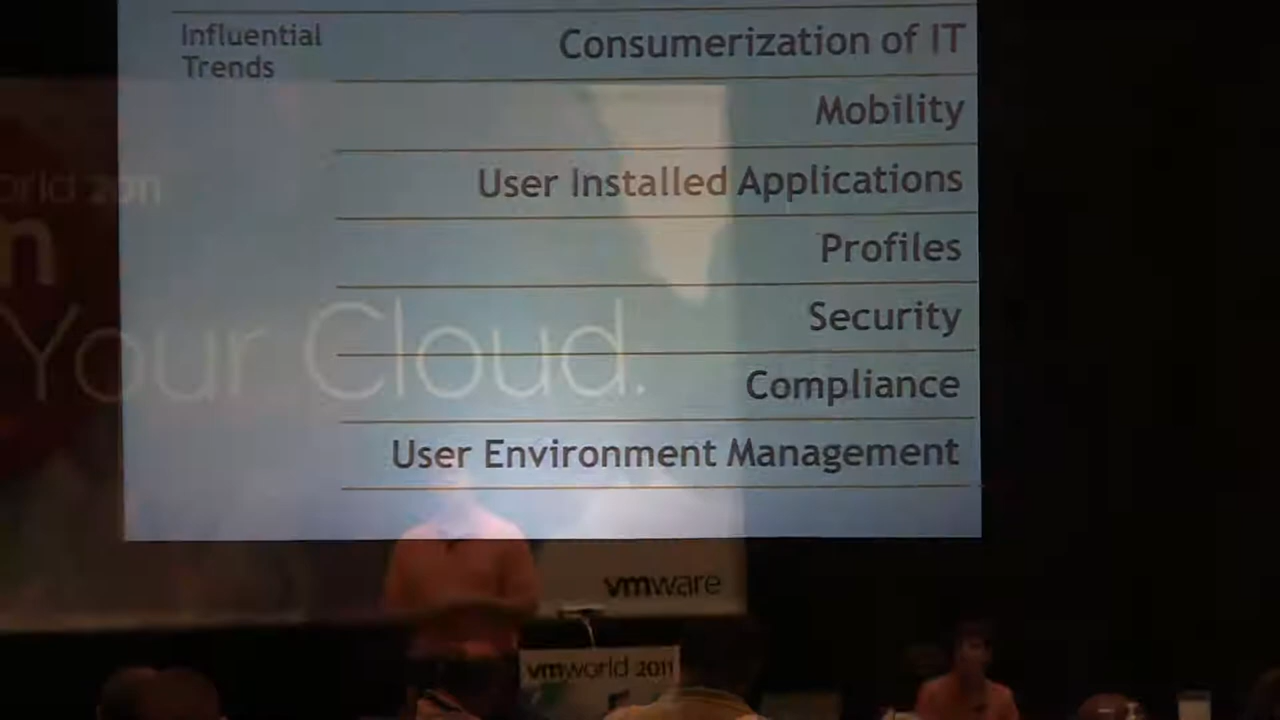 Influential
Trends
Consumerization of IT
Mobility
User Installed Applications
Profiles
Security
Compliance
User Environment Management
2011
Your Cloud.
vmware
vmworld 2011